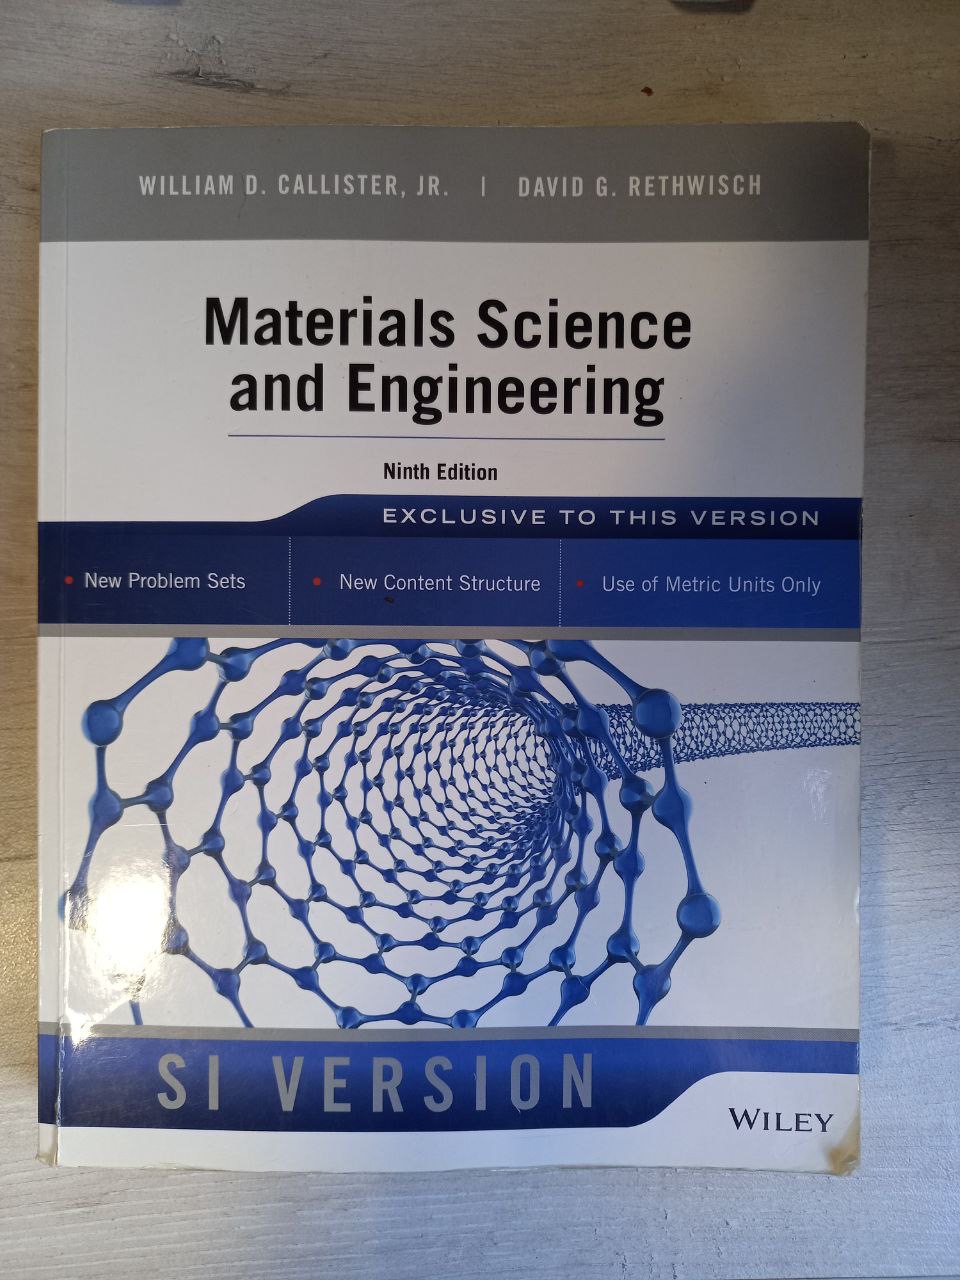 WILLIAM D. CALLISTER, JR. | DAVID G. RETHWISCH
Materials Science
and Engineering
Ninth Edition
EXCLUSIVE TO THIS VERSION
• New Problem Sets • New Content Structure • Use of Metric Units Only
SI VERSION
WILEY